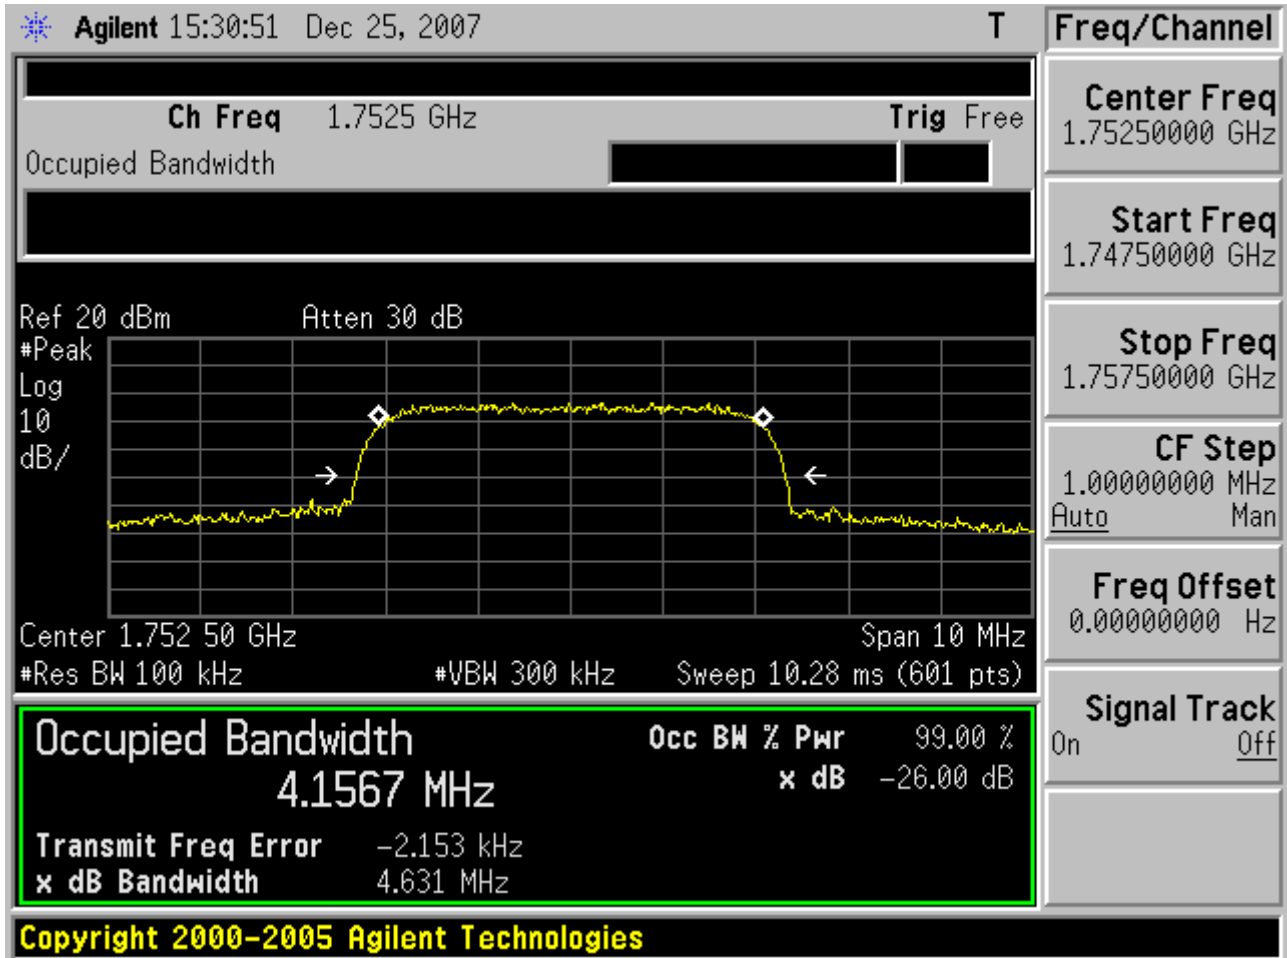 Agilent 15:30:51 Dec 25, 2007 T
Freq/Channel
Ch Freq 1.7525 GHz Trig Free
Occupied Bandwidth
Center Freq
1.75250000 GHz
Start Freq
1.74750000 GHz
Stop Freq
1.75750000 GHz
CF Step
1.00000000 MHz
Auto Man
Freq Offset
0.00000000 Hz
Signal Track
On Off
Ref 20 dBm Atten 30 dB
#Peak
Log
10
dB/
Center 1.752 50 GHz Span 10 MHz
#Res BW 100 kHz #VBW 300 kHz Sweep 10.28 ms (601 pts)
Occupied Bandwidth Occ BW % Pwr 99.00 %
4.1567 MHz x dB -26.00 dB
Transmit Freq Error -2.153 kHz
x dB Bandwidth 4.631 MHz
Copyright 2000-2005 Agilent Technologies